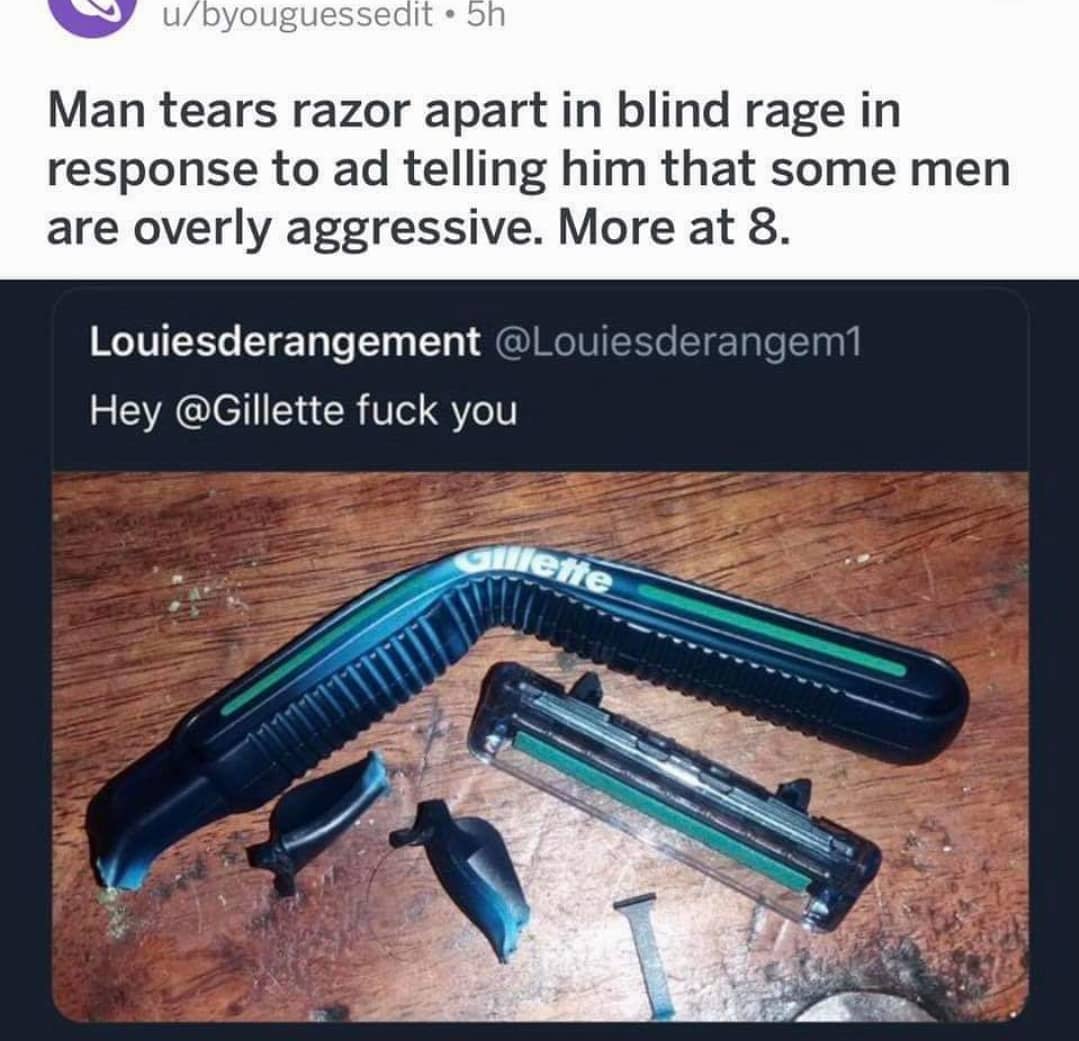 u/byouguessedit • 5h
Man tears razor apart in blind rage in
response to ad telling him that some men
are overly aggressive. More at 8.
Louiesderangement @Louiesderangem1
Hey @Gillette fuck you
Gillette